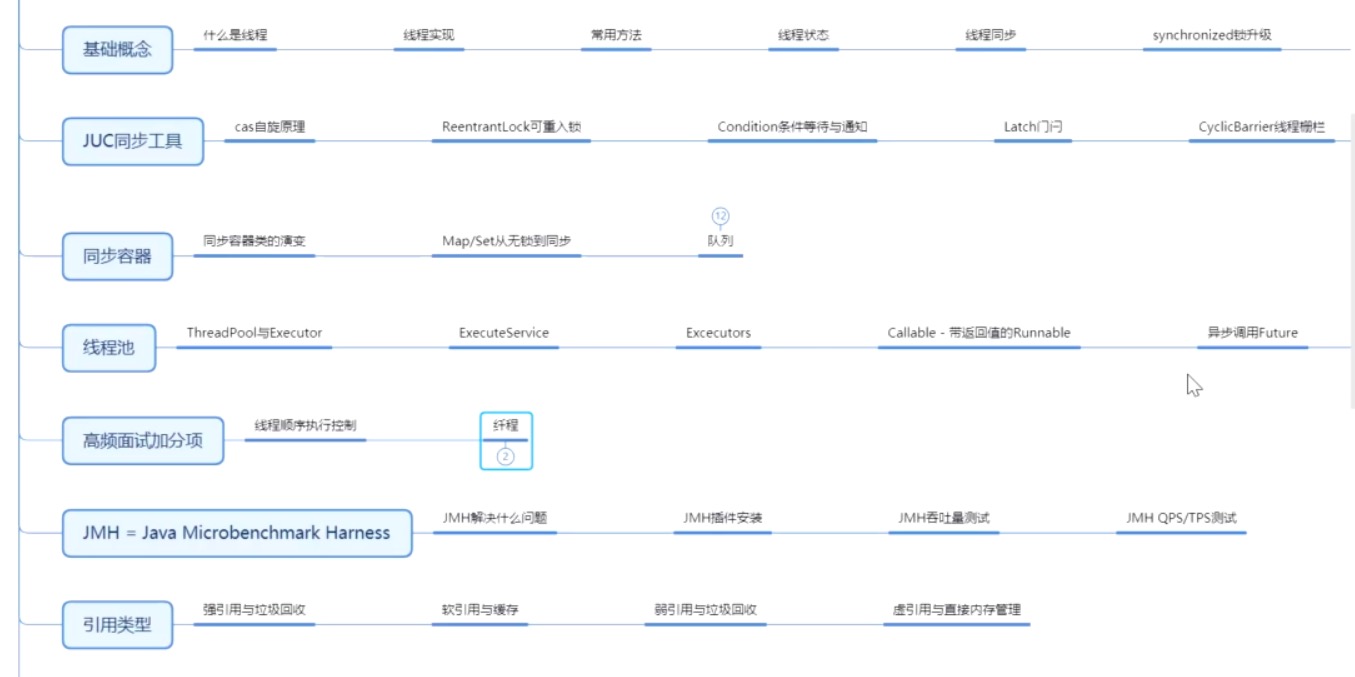 基础概念 什么是线程 线程实现 常用方法 线程状态 线程同步 synchronized锁升级
JUC同步工具 cas自旋原理 ReentrantLock可重入锁 Condition条件等待与通知 Latch门闩 CyclicBarrier线程栅栏
12
同步容器 同步容器类的演变 Map/Set从无锁到同步 队列
线程池 ThreadPool与Executor ExecuteService Excecutors Callable - 带返回值的Runnable 异步调用Future
高频面试加分项 线程顺序执行控制 纤程
2
JMH = Java Microbenchmark Harness JMH解决什么问题 JMH插件安装 JMH吞吐量测试 JMH QPS/TPS测试
引用类型 强引用与垃圾回收 软引用与缓存 弱引用与垃圾回收 虚引用与直接内存管理